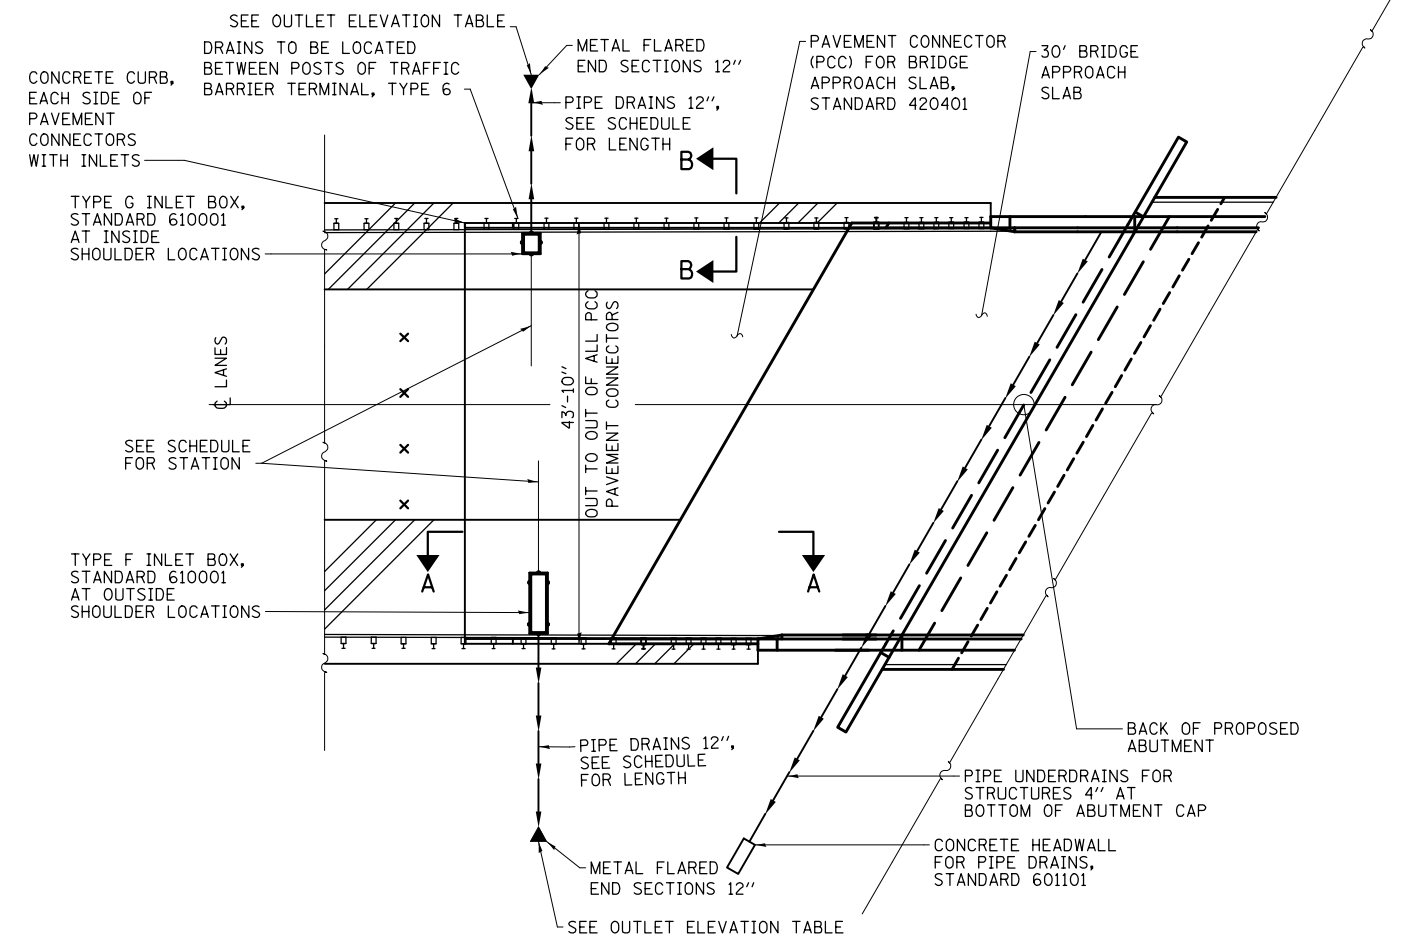 SEE OUTLET ELEVATION TABLE
DRAINS TO BE LOCATED
BETWEEN POSTS OF TRAFFIC
BARRIER TERMINAL, TYPE 6
METAL FLARED
END SECTIONS 12"
PIPE DRAINS 12",
SEE SCHEDULE
FOR LENGTH
PAVEMENT CONNECTOR
(PCC) FOR BRIDGE
APPROACH SLAB,
STANDARD 420401
30' BRIDGE
APPROACH
SLAB
CONCRETE CURB,
EACH SIDE OF
PAVEMENT
CONNECTORS
WITH INLETS
B
B
TYPE G INLET BOX,
STANDARD 610001
AT INSIDE
SHOULDER LOCATIONS
℄ LANES
43'-10"
OUT TO OUT OF ALL PCC
PAVEMENT CONNECTORS
SEE SCHEDULE
FOR STATION
A
A
TYPE F INLET BOX,
STANDARD 610001
AT OUTSIDE
SHOULDER LOCATIONS
PIPE DRAINS 12",
SEE SCHEDULE
FOR LENGTH
BACK OF PROPOSED
ABUTMENT
PIPE UNDERDRAINS FOR
STRUCTURES 4" AT
BOTTOM OF ABUTMENT CAP
CONCRETE HEADWALL
FOR PIPE DRAINS,
STANDARD 601101
METAL FLARED
END SECTIONS 12"
SEE OUTLET ELEVATION TABLE